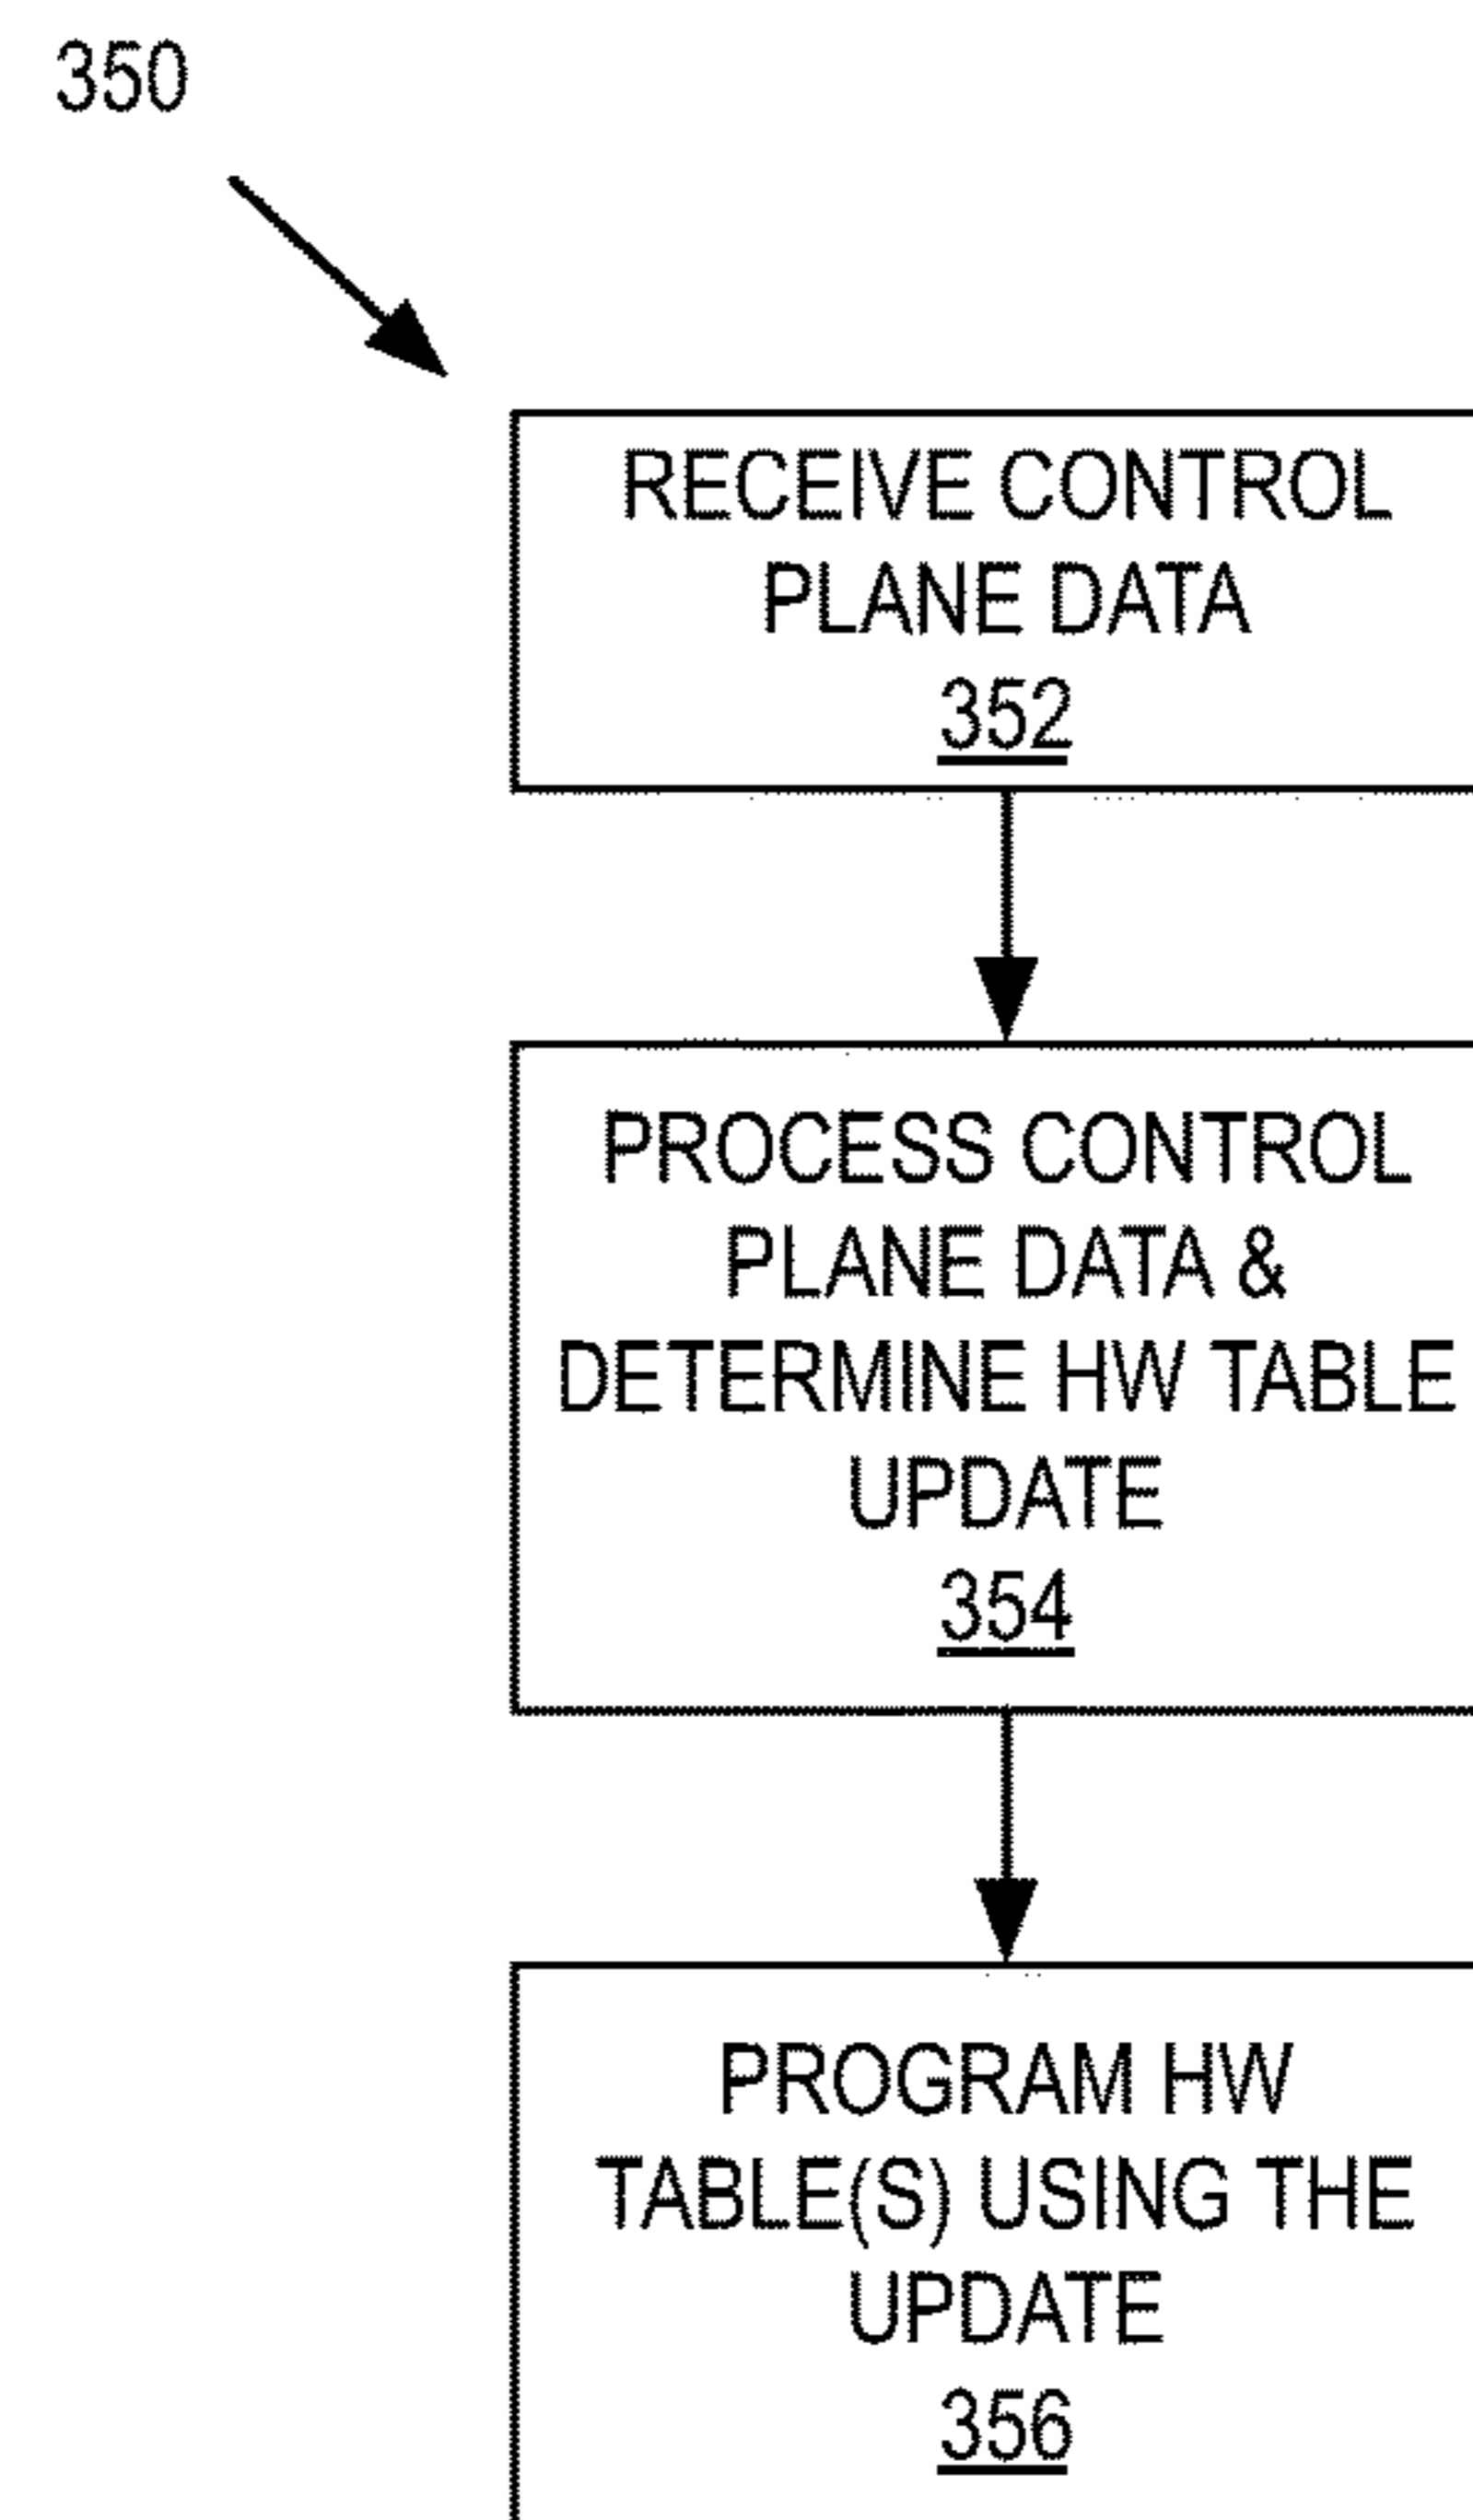 350
RECEIVE CONTROL
PLANE DATA
352
PROCESS CONTROL
PLANE DATA &
DETERMINE HW TABLE
UPDATE
354
PROGRAM HW
TABLE(S) USING THE
UPDATE
356